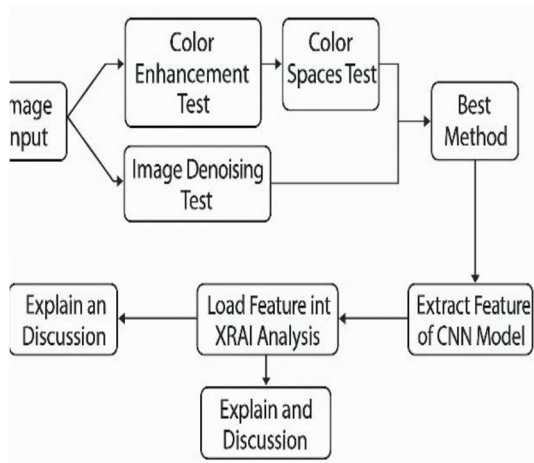 mage
nput
Color
Enhancement
Test
Color
Spaces Test
Image Denoising
Test
Best
Method
Extract Feature
of CNN Model
Load Feature int
XRAI Analysis
Explain an
Discussion
Explain and
Discussion